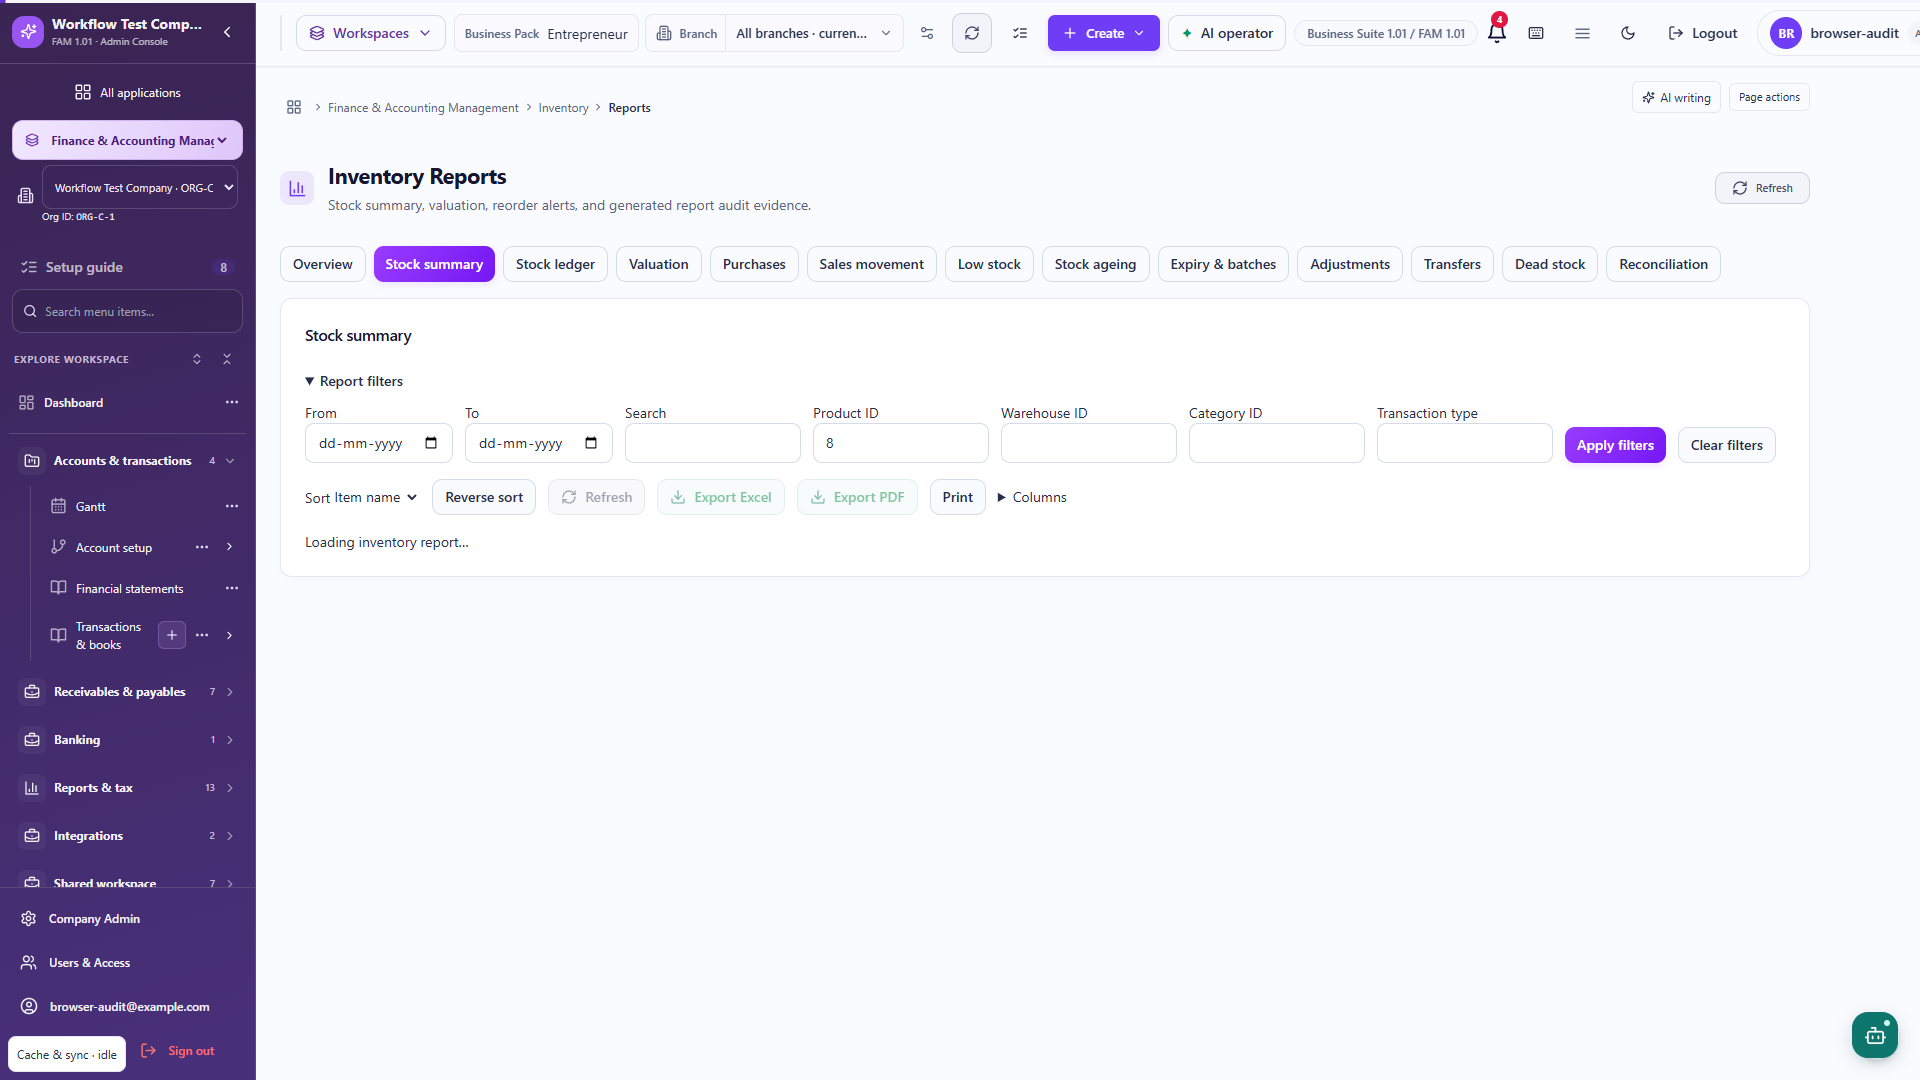 Workflow Test Comp...
FAM 1.01 · Admin Console
All applications
Finance & Accounting Manag
Workflow Test Company · ORG-C
Org ID: ORG-C-1
Setup guide 8
Search menu items...
EXPLORE WORKSPACE
Dashboard
Accounts & transactions 4
Gantt
Account setup
Financial statements
Transactions
& books
Receivables & payables 7
Banking 1
Reports & tax 13
Integrations 2
Shared workspace 7
Company Admin
Users & Access
browser-audit@example.com
Cache & sync · idle
Sign out
Workspaces
Business Pack Entrepreneur
Branch All branches · curren...
Create
AI operator
Business Suite 1.01 / FAM 1.01
4
Logout
BR browser-audit
Finance & Accounting Management > Inventory > Reports
AI writing
Page actions
Inventory Reports
Stock summary, valuation, reorder alerts, and generated report audit evidence.
Refresh
Overview Stock summary Stock ledger Valuation Purchases Sales movement Low stock Stock ageing Expiry & batches Adjustments Transfers Dead stock Reconciliation
Stock summary
Report filters
From To Search Product ID Warehouse ID Category ID Transaction type
dd-mm-yyyy dd-mm-yyyy 8 Apply filters Clear filters
Sort Item name Reverse sort Refresh Export Excel Export PDF Print Columns
Loading inventory report...